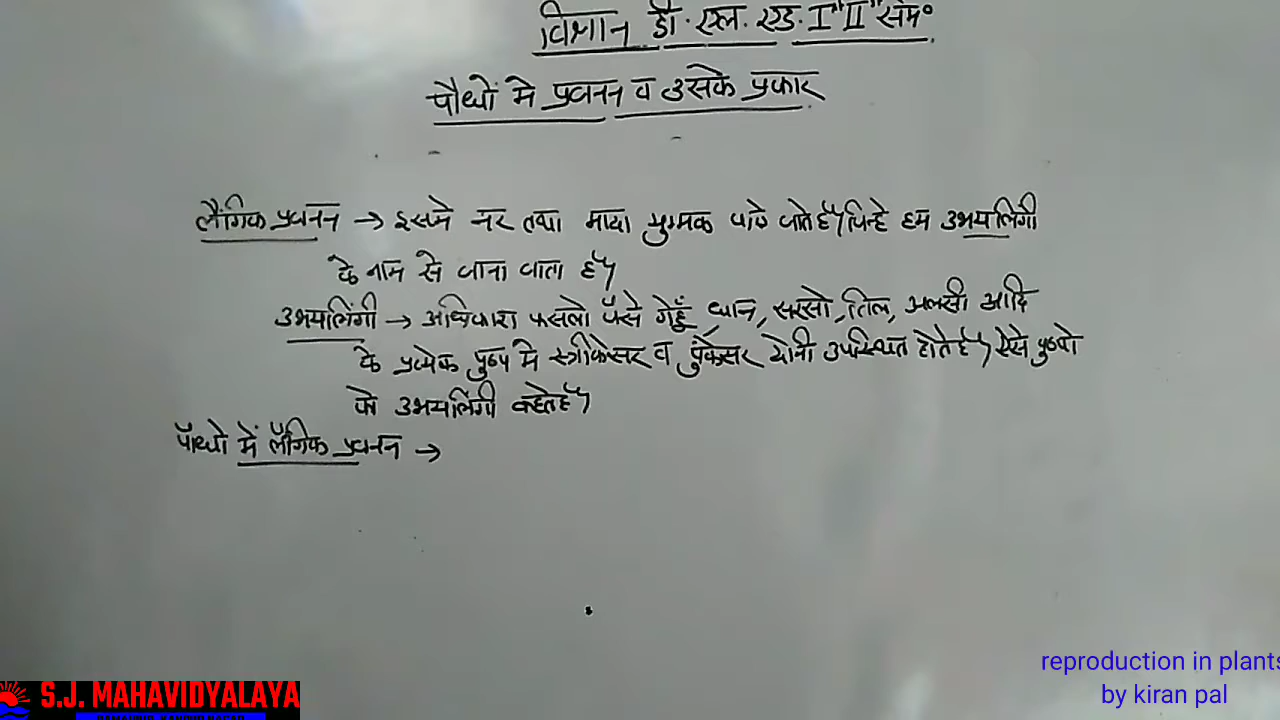 विज्ञान डी. एल. एड. I" II" सेम०
पौधों मे प्रजनन व उसके प्रकार
लैंगिक प्रजनन → इसमे नर तथा मादा युग्मक पाये जाते है। जिन्हे हम उभयलिंगी
के नाम से जाना जाता है।
उभयलिंगी → अधिकांश फसलो जैसे गेहूँ, धान, सरसो, तिल, अलसी आदि
के प्रत्येक पुष्प मे स्त्रीकेसर व पुंकेसर दोनो उपस्थित होते है। ऐसे पुष्पो
को उभयलिंगी कहते है।
पौधो में लैंगिक प्रजनन →
reproduction in plants
by kiran pal
S.J. MAHAVIDYALAYA